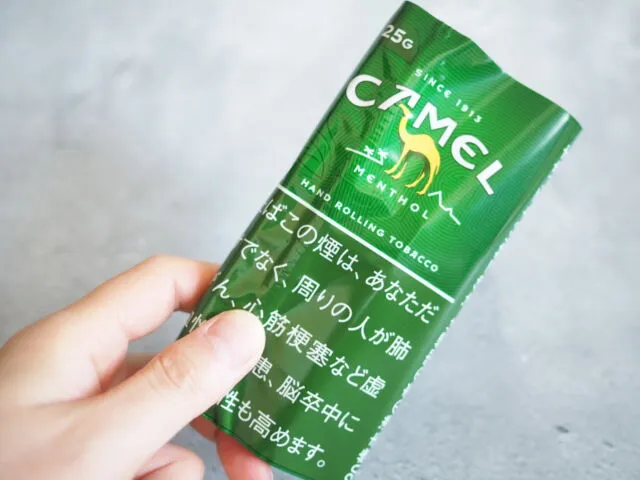 25G
SINCE 1913
CAMEL
MENTHOL
HAND ROLLING TOBACCO
ばこの煙は、あなただ
でなく、周りの人が肺
ん、心筋梗塞など虚
患、脳卒中に
性も高めます。